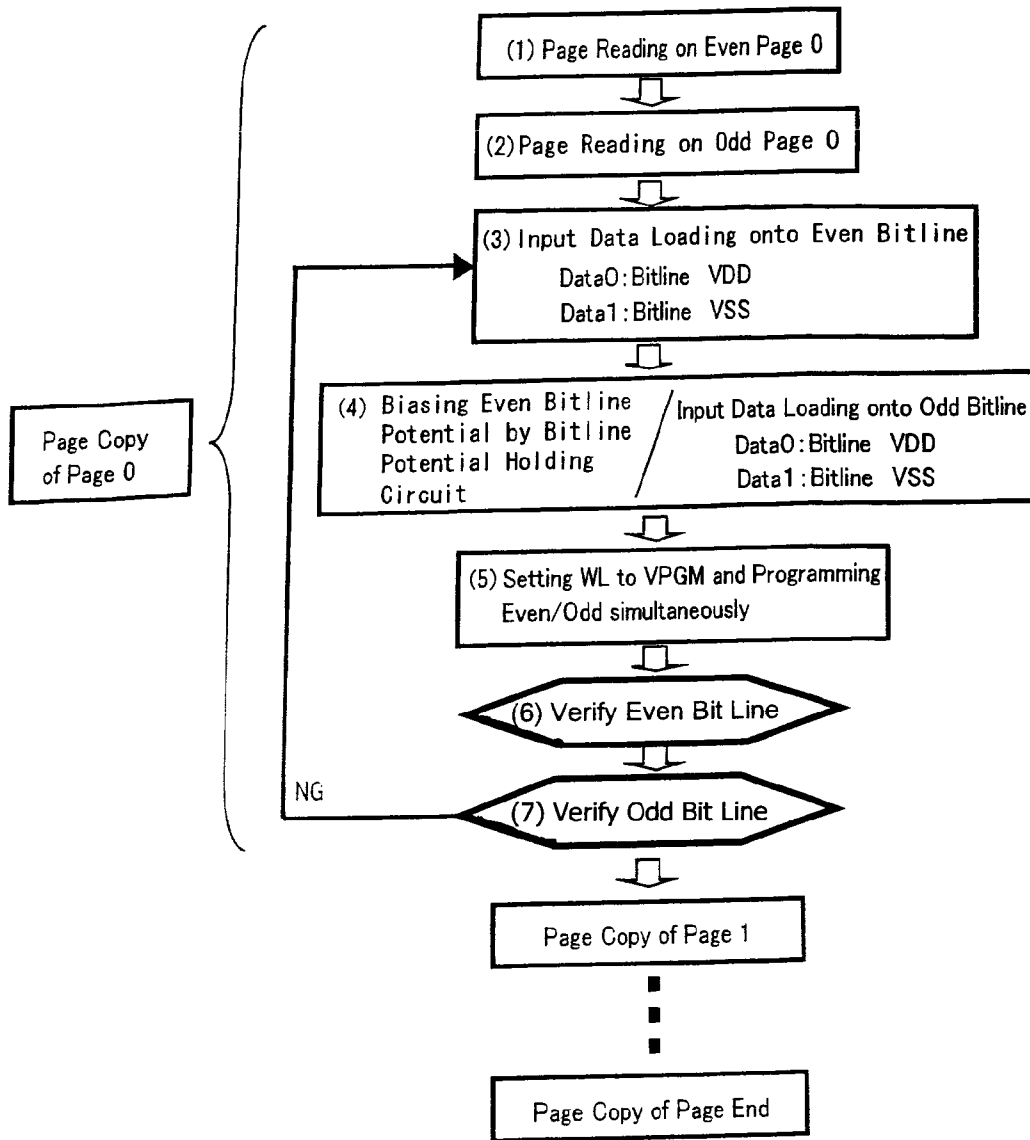 (1) Page Reading on Even Page 0
(2) Page Reading on Odd Page 0
(3) Input Data Loading onto Even Bitline
Data0:Bitline VDD
Data1:Bitline VSS
(4) Biasing Even Bitline
Potential by Bitline
Potential Holding
Circuit
Input Data Loading onto Odd Bitline
Data0:Bitline VDD
Data1:Bitline VSS
Page Copy
of Page 0
(5) Setting WL to VPGM and Programming
Even/Odd simultaneously
(6) Verify Even Bit Line
NG
(7) Verify Odd Bit Line
Page Copy of Page 1
Page Copy of Page End